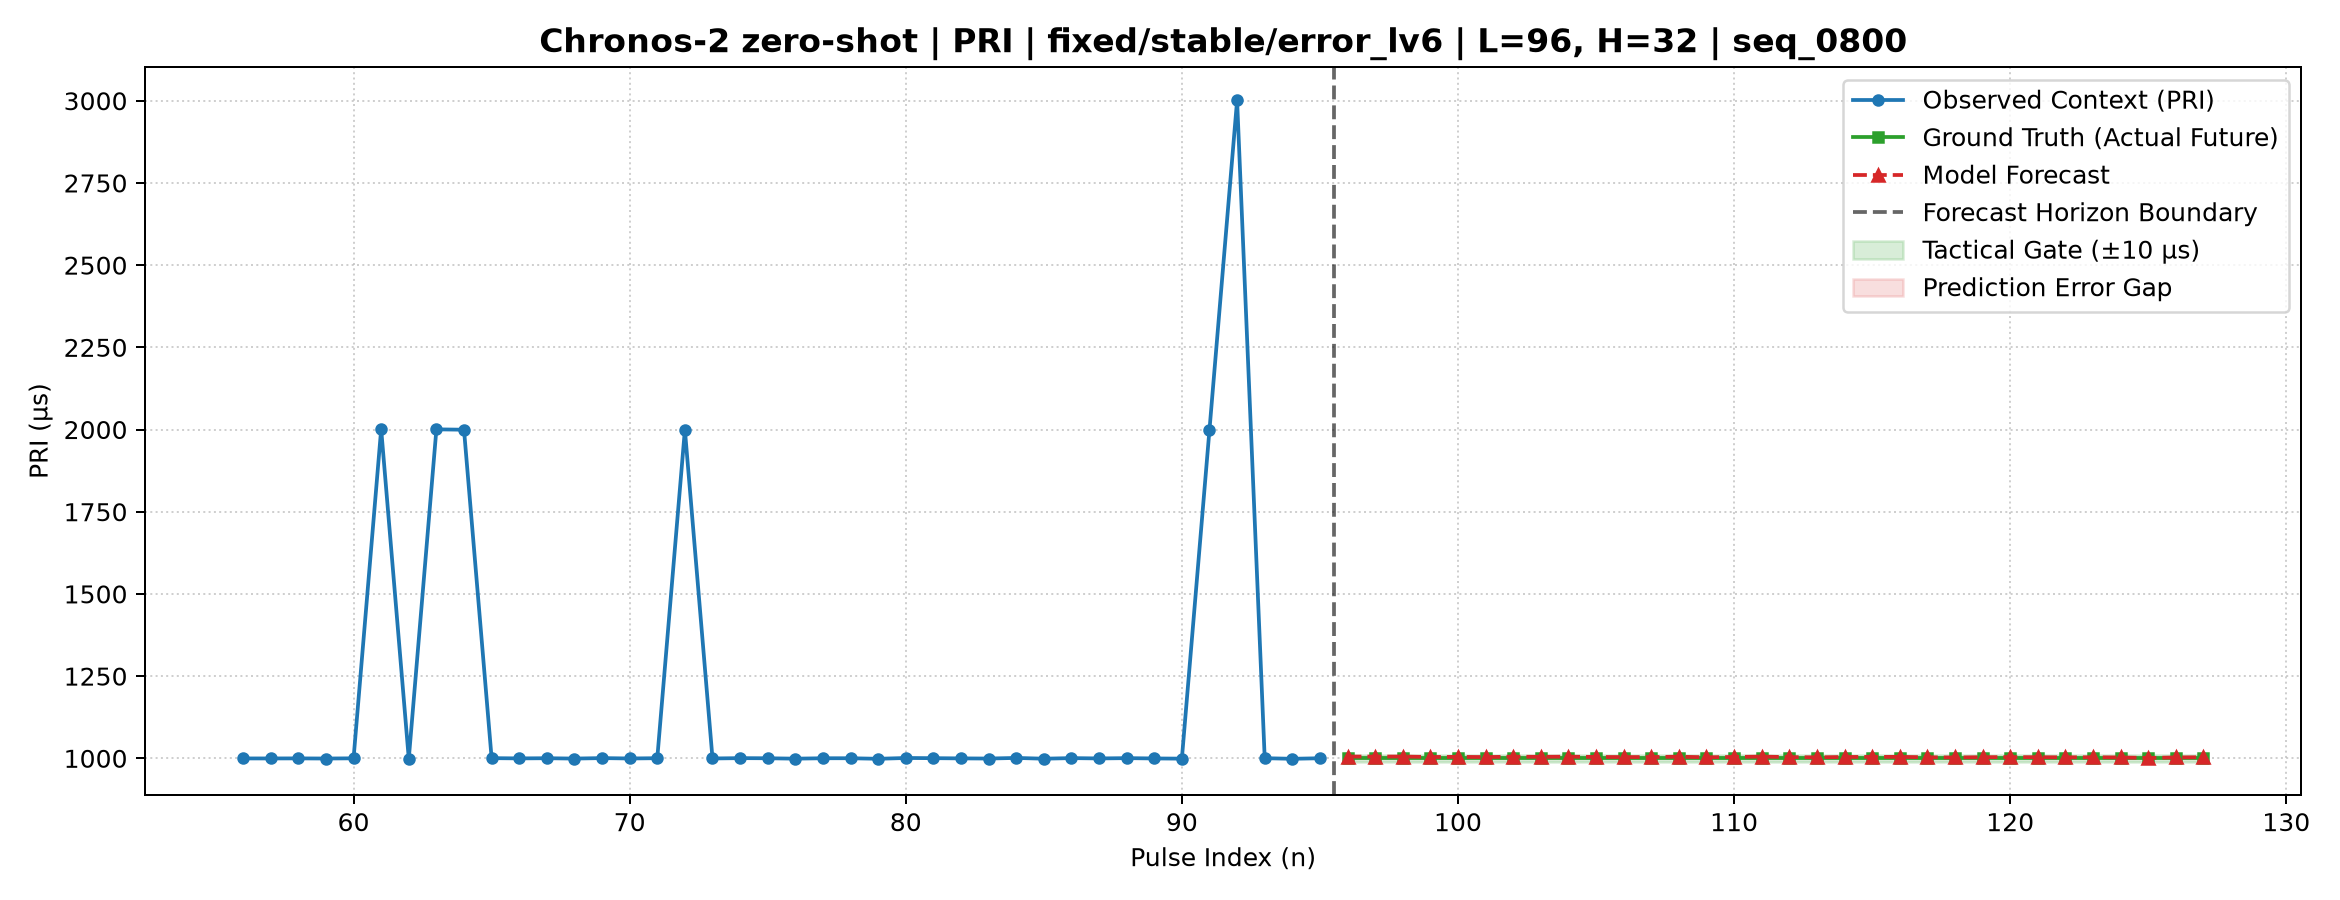 Chronos-2 zero-shot | PRI | fixed/stable/error_lv6 | L=96, H=32 | seq_0800
Observed Context (PRI)
Ground Truth (Actual Future)
Model Forecast
Forecast Horizon Boundary
Tactical Gate (±10 μs)
Prediction Error Gap
PRI (μs)
3000
2750
2500
2250
2000
1750
1500
1250
1000
60 70 80 90 100 110 120 130
Pulse Index (n)